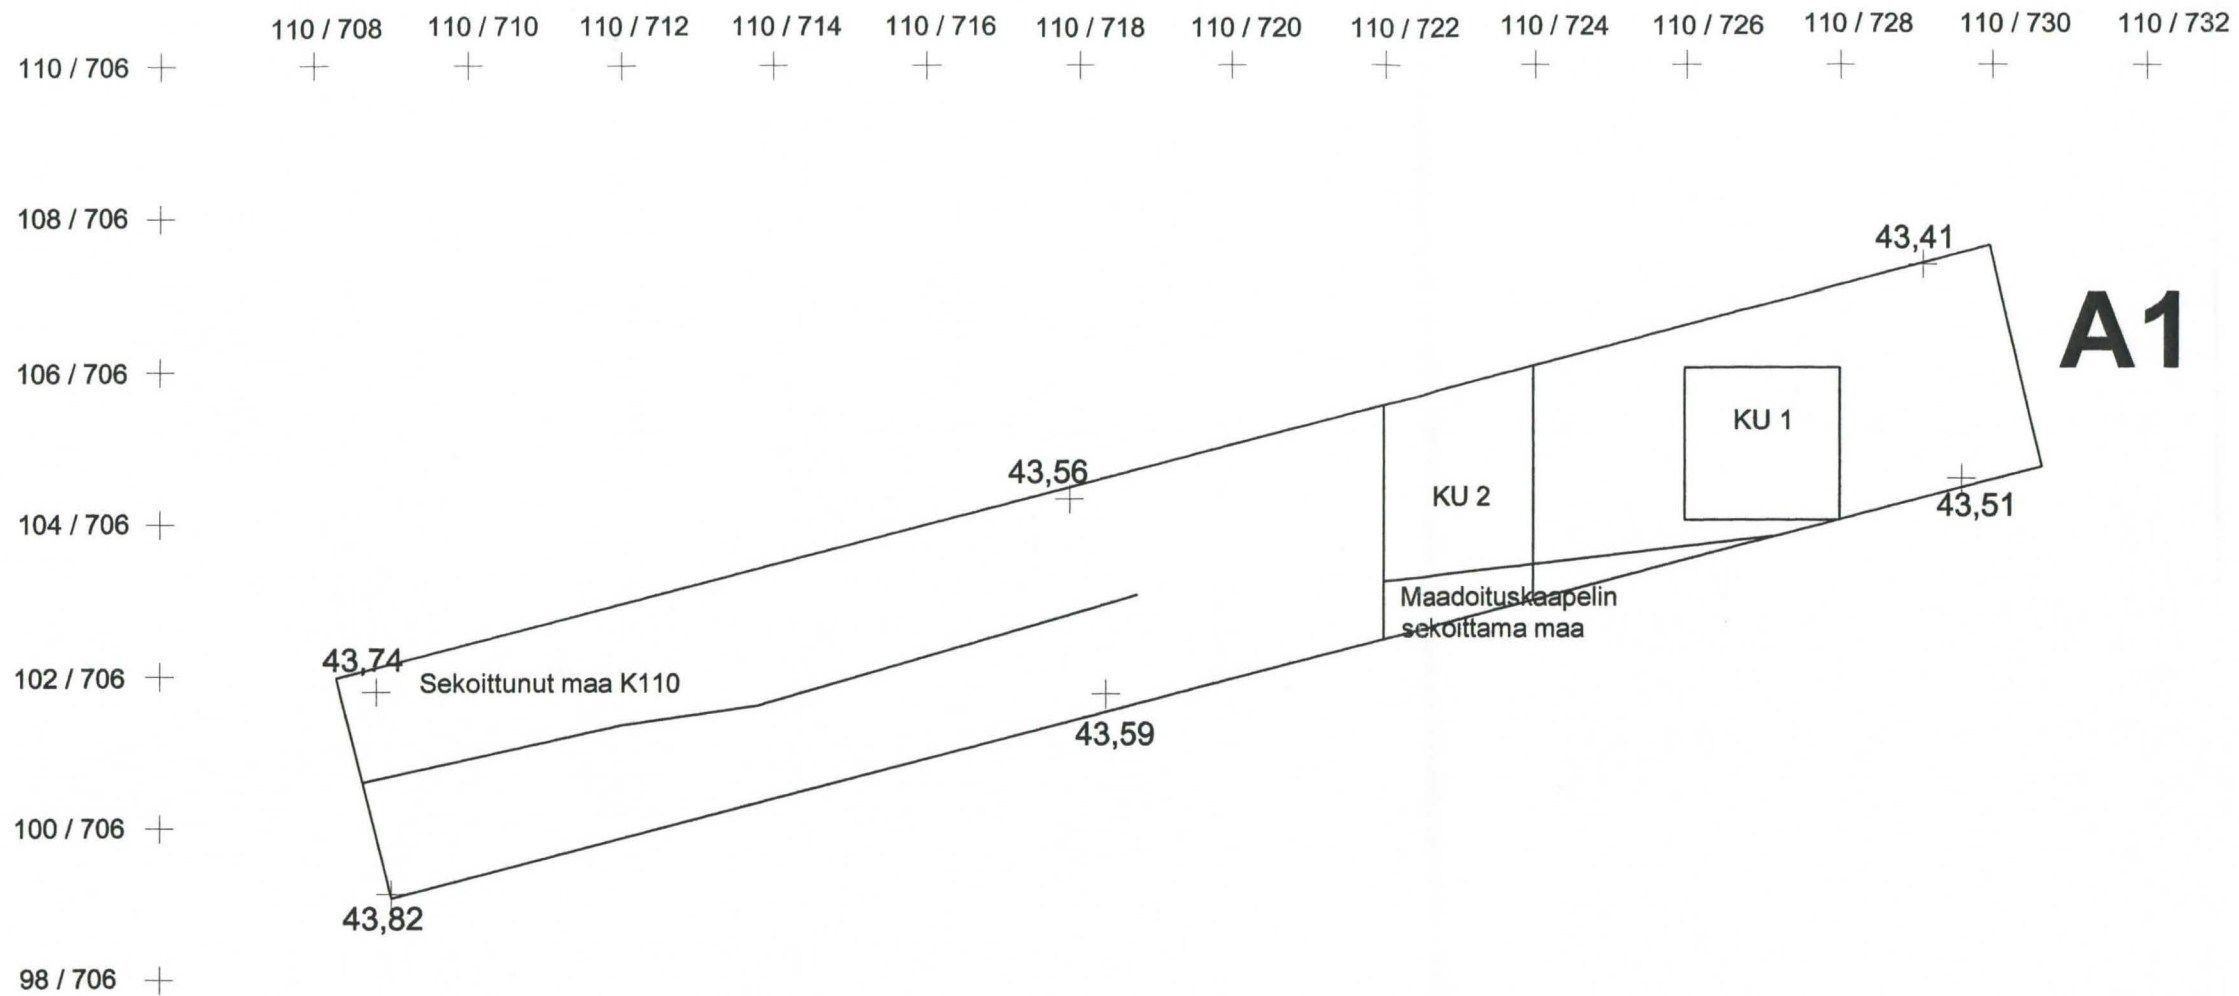 110 / 708 110 / 710 110 / 712 110 / 714 110 / 716 110 / 718 110 / 720 110 / 722 110 / 724 110 / 726 110 / 728 110 / 730 110 / 732
110 / 706
108 / 706
43,41
A1
106 / 706
KU 1
43,56
KU 2
43,51
104 / 706
Maadoituskaapelin
sekoittama maa
43,74
102 / 706
Sekoittunut maa K110
43,59
100 / 706
43,82
98 / 706